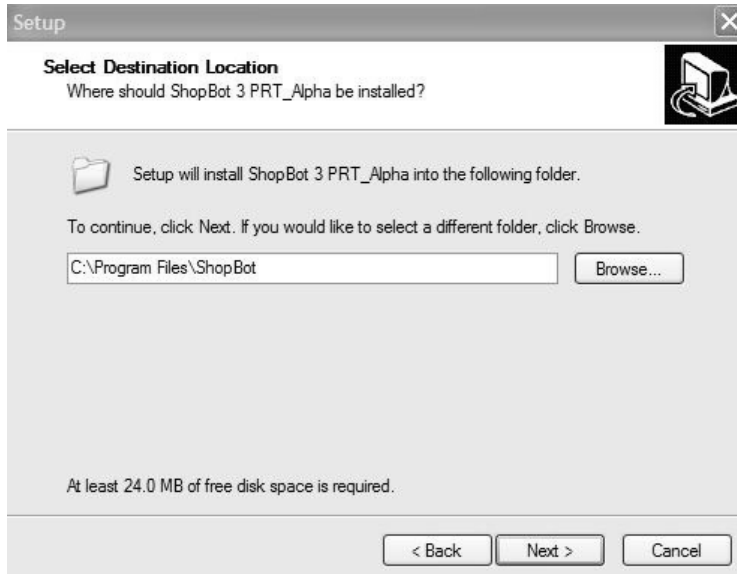 Setup
Select Destination Location
Where should ShopBot 3 PRT_Alpha be installed?
Setup will install ShopBot 3 PRT_Alpha into the following folder.
To continue, click Next. If you would like to select a different folder, click Browse.
C:\Program Files\ShopBot
Browse...
At least 24.0 MB of free disk space is required.
< Back
Next >
Cancel